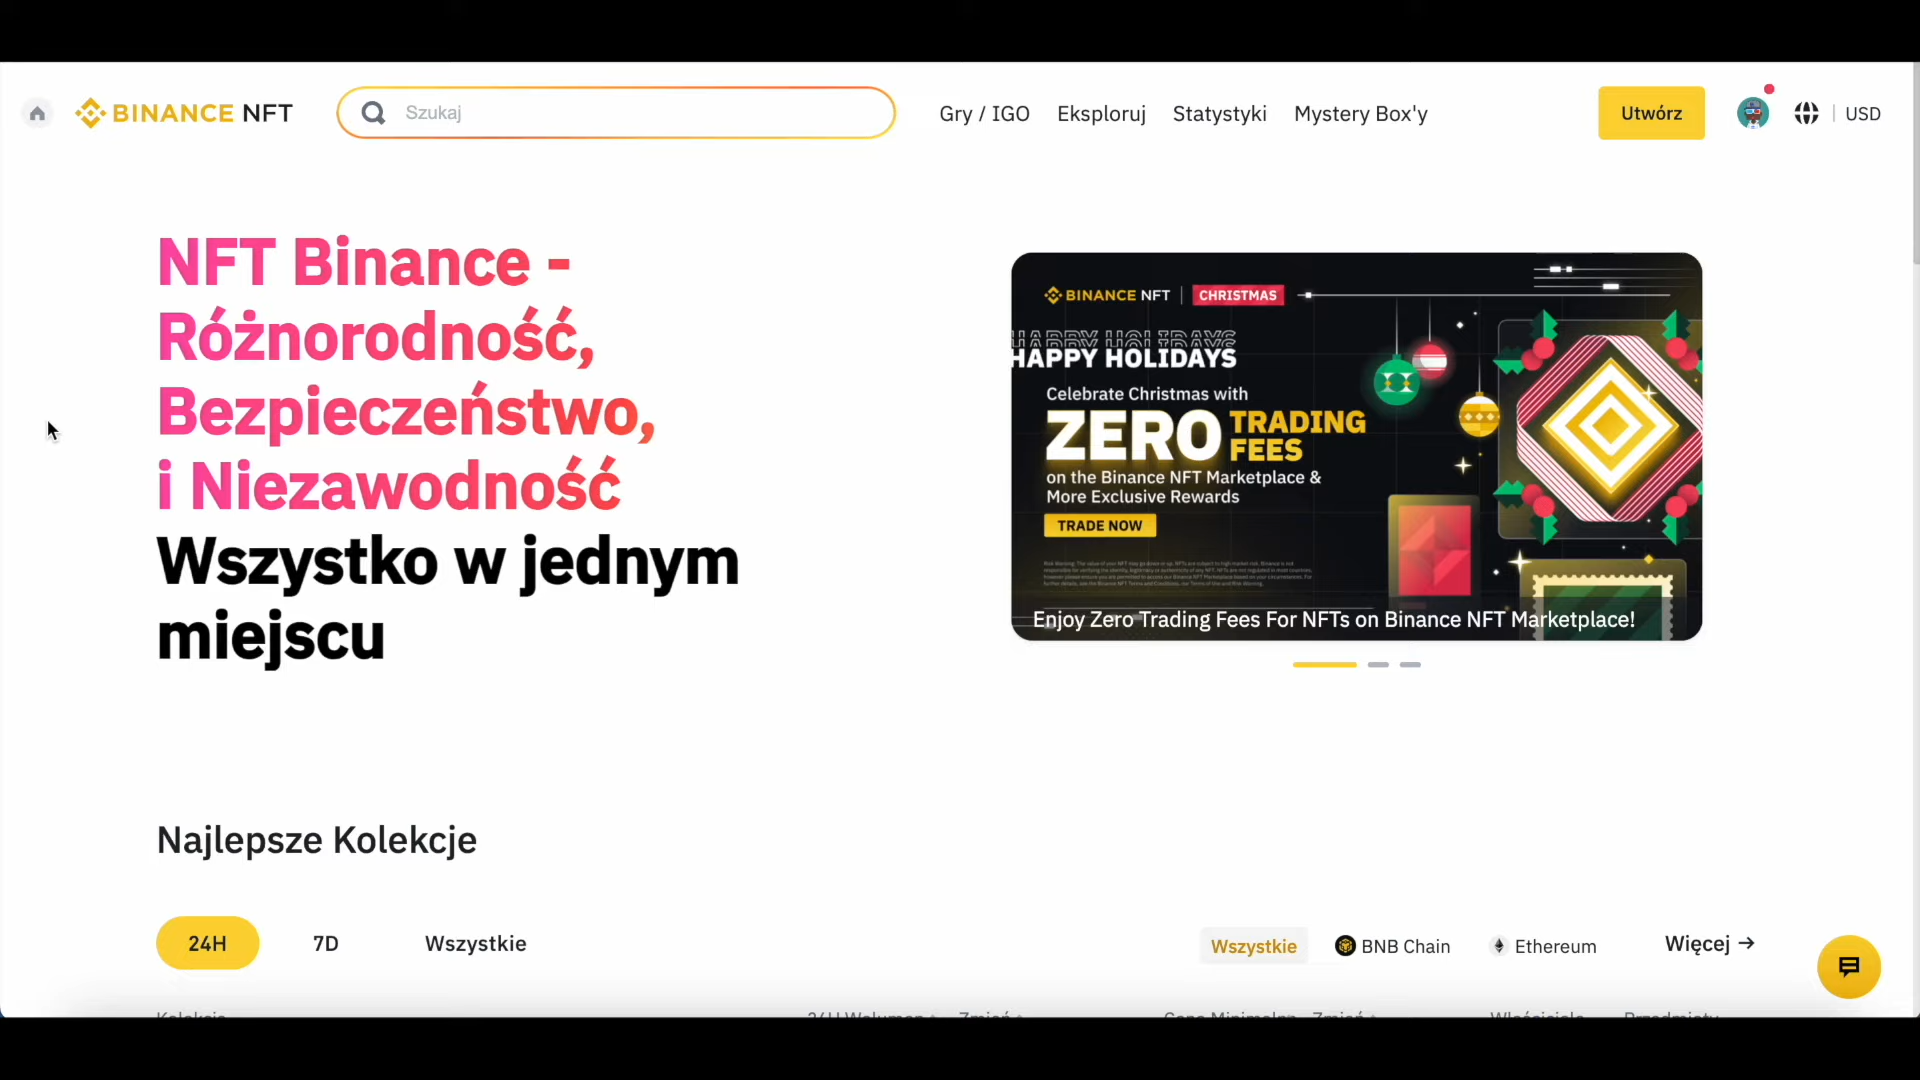 BINANCE NFT
Szukaj
Gry / IGO
Eksploruj
Statystyki
Mystery Box'y
Utwórz
USD
NFT Binance -
Różnorodność,
Bezpieczeństwo,
i Niezawodność
Wszystko w jednym
miejscu
BINANCE NFT | CHRISTMAS
HAPPY HOLIDAYS
HAPPY HOLIDAYS
Celebrate Christmas with
ZERO TRADING FEES
on the Binance NFT Marketplace &
More Exclusive Rewards
TRADE NOW
Enjoy Zero Trading Fees For NFTs on Binance NFT Marketplace!
Najlepsze Kolekcje
24H
7D
Wszystkie
Wszystkie
BNB Chain
Ethereum
Więcej →